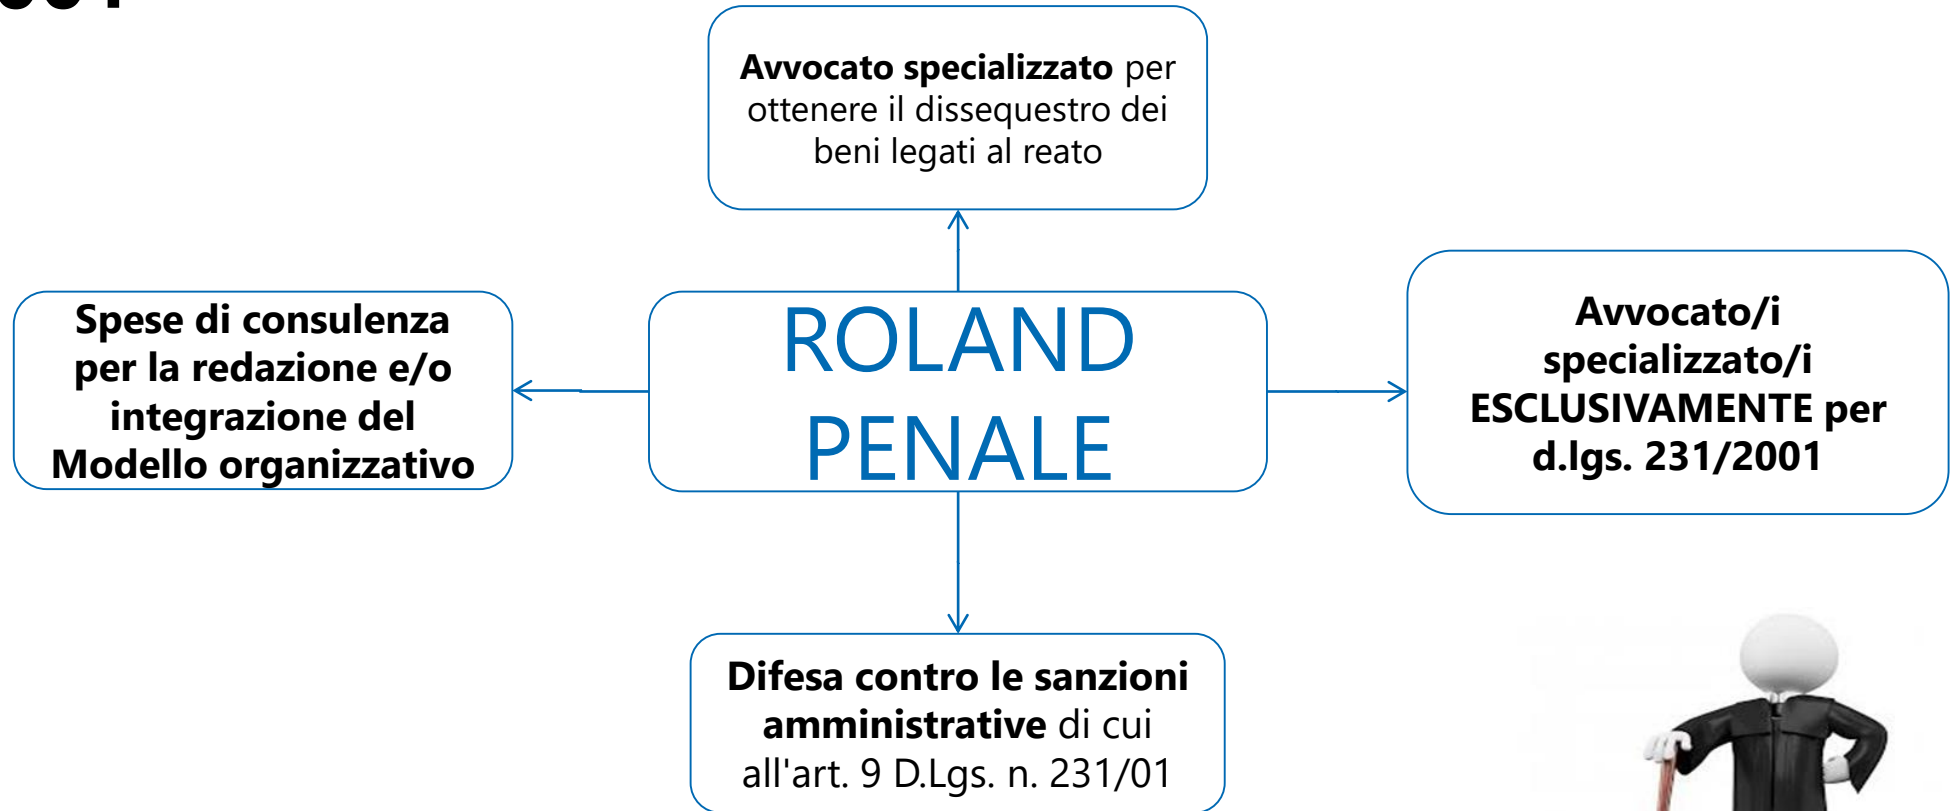 Avvocato specializzato per
ottenere il dissequestro dei
beni legati al reato
Spese di consulenza
per la redazione e/o
integrazione del
Modello organizzativo
ROLAND
PENALE
Avvocato/i
specializzato/i
ESCLUSIVAMENTE per
d.lgs. 231/2001
Difesa contro le sanzioni
amministrative di cui
all'art. 9 D.Lgs. n. 231/01